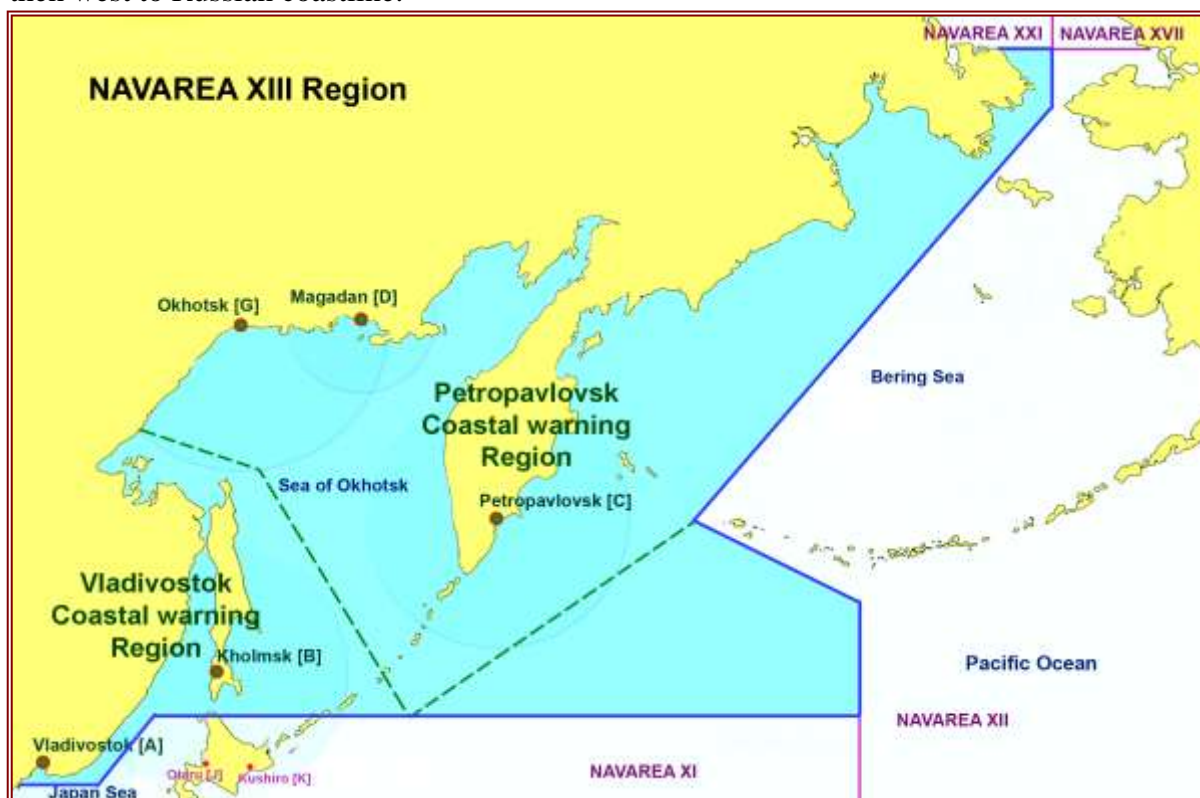 then west to Russian coastline.
NAVAREA XXI
NAVAREA XVII
NAVAREA XIII Region
Okhotsk [G]
Magadan [D]
Petropavlovsk
Coastal warning
Region
Bering Sea
Sea of Okhotsk
Petropavlovsk [C]
Vladivostok
Coastal warning
Region
Kholmsk [B]
Pacific Ocean
NAVAREA XII
Vladivostok [A]
Otaru [J]
Kushiro [K]
NAVAREA XI
Japan Sea